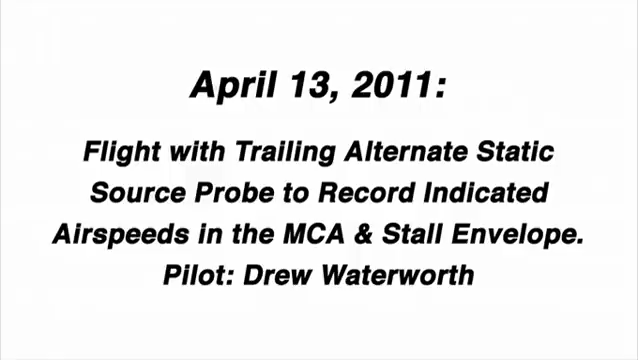 April 13, 2011:
Flight with Trailing Alternate Static
Source Probe to Record Indicated
Airspeeds in the MCA & Stall Envelope.
Pilot: Drew Waterworth